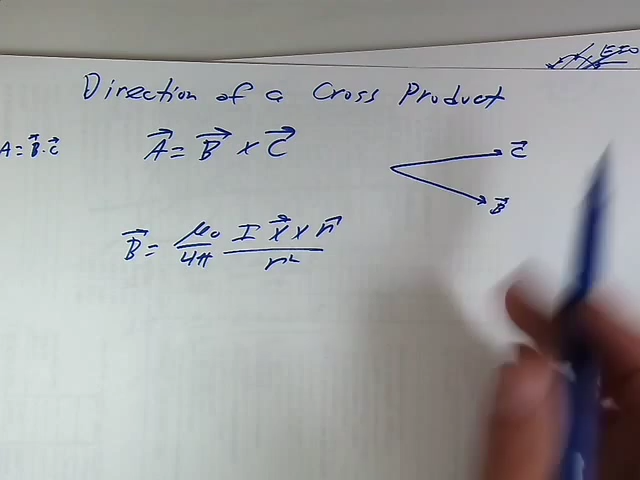 Direction of a Cross Product
A = B⃗ · C⃗
A⃗ = B⃗ × C⃗
C⃗
B⃗
B⃗ = μ₀/4π I x⃗ × r⃗ / r²